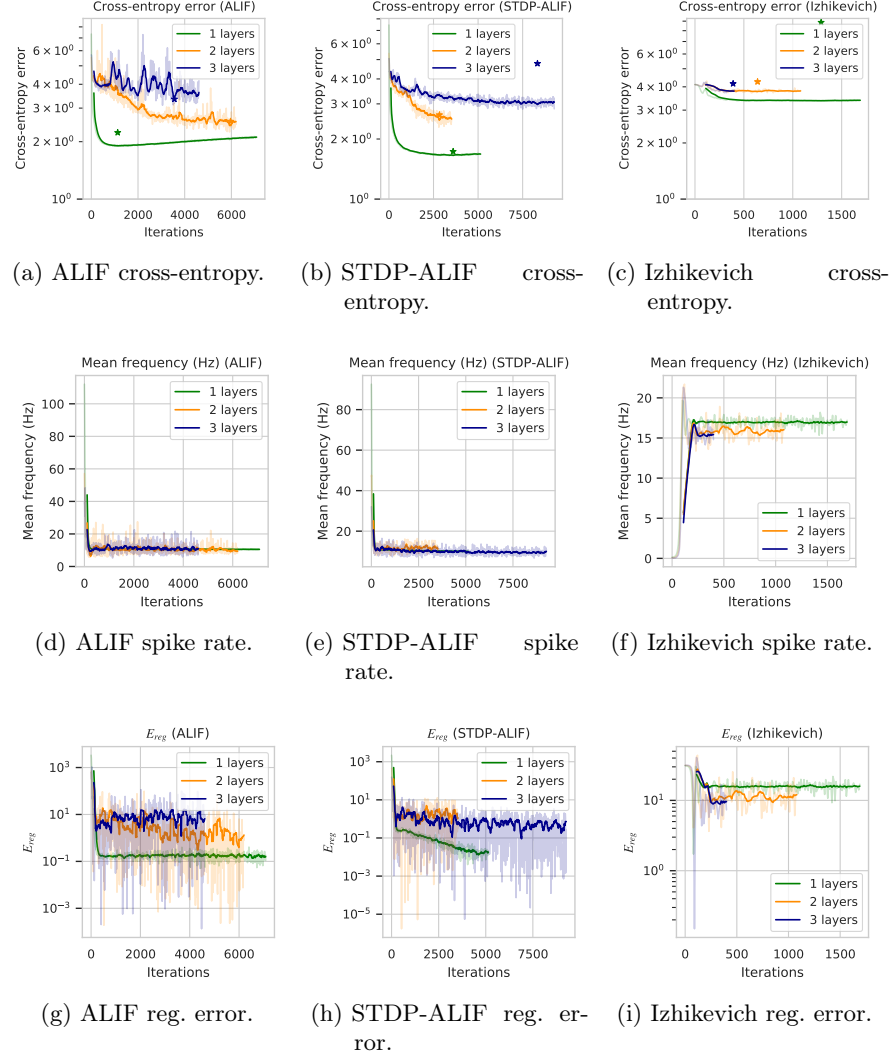 Cross-entropy error (ALIF)
Cross-entropy error
6 × 10⁰
4 × 10⁰
3 × 10⁰
2 × 10⁰
10⁰
1 layers
2 layers
3 layers
0 2000 4000 6000
Iterations
(a) ALIF cross-entropy.
Cross-entropy error (STDP-ALIF)
Cross-entropy error
6 × 10⁰
4 × 10⁰
3 × 10⁰
2 × 10⁰
10⁰
1 layers
2 layers
3 layers
0 2500 5000 7500
Iterations
(b) STDP-ALIF cross-
entropy.
Cross-entropy error (Izhikevich)
Cross-entropy error
6 × 10⁰
4 × 10⁰
3 × 10⁰
2 × 10⁰
10⁰
1 layers
2 layers
3 layers
0 500 1000 1500
Iterations
(c) Izhikevich cross-
entropy.
Mean frequency (Hz) (ALIF)
Mean frequency (Hz)
100
80
60
40
20
0
1 layers
2 layers
3 layers
0 2000 4000 6000
Iterations
(d) ALIF spike rate.
Mean frequency (Hz) (STDP-ALIF)
Mean frequency (Hz)
80
60
40
20
1 layers
2 layers
3 layers
0 2500 5000 7500
Iterations
(e) STDP-ALIF spike
rate.
Mean frequency (Hz) (Izhikevich)
Mean frequency (Hz)
20
15
10
5
0
1 layers
2 layers
3 layers
0 500 1000 1500
Iterations
(f) Izhikevich spike rate.
E_reg (ALIF)
E_reg
10³
10¹
10⁻¹
10⁻³
1 layers
2 layers
3 layers
0 2000 4000 6000
Iterations
(g) ALIF reg. error.
E_reg (STDP-ALIF)
E_reg
10³
10¹
10⁻¹
10⁻³
10⁻⁵
1 layers
2 layers
3 layers
0 2500 5000 7500
Iterations
(h) STDP-ALIF reg. er-
ror.
E_reg (Izhikevich)
E_reg
10¹
10⁰
1 layers
2 layers
3 layers
0 500 1000 1500
Iterations
(i) Izhikevich reg. error.